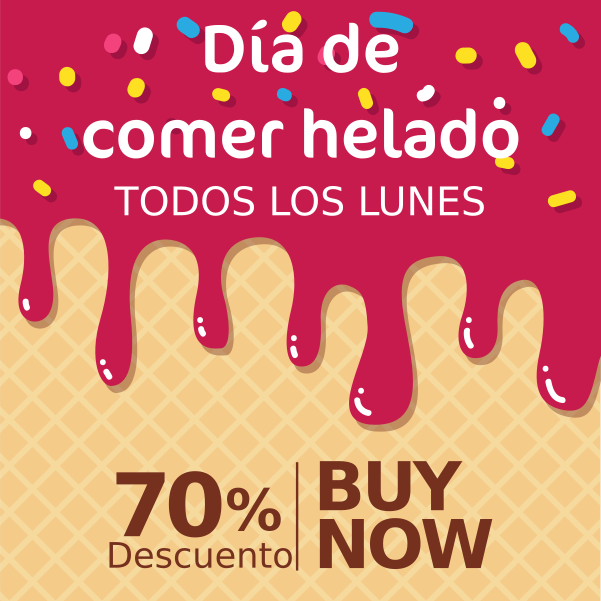 Día de
comer helado
TODOS LOS LUNES
70%
Descuento
BUY
NOW